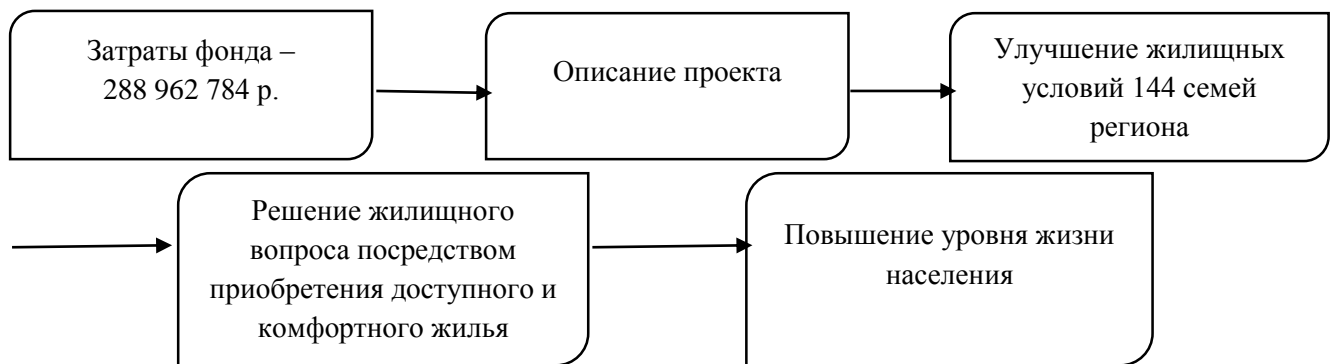 Затраты фонда –
288 962 784 р.
Описание проекта
Улучшение жилищных
условий 144 семей
региона
Решение жилищного
вопроса посредством
приобретения доступного и
комфортного жилья
Повышение уровня жизни
населения